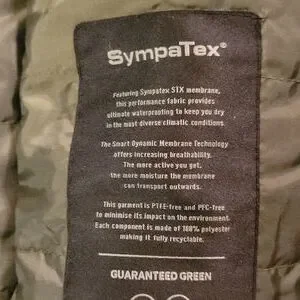 SympaTex®
Featuring Sympatex STX membrane,
this performance fabric provides
ultimate waterproofing to keep you dry
in the most diverse climatic conditions
The Smart Dynamic Membrane Technology
offers increasing breathability.
The more active you get,
the more moisture the membrane
can transport outwards.
This garment is PTFE-free and PFC-free
to minimise its impact on the environment.
Each component is made of 100% polyester
making it fully recyclable.
GUARANTEED GREEN